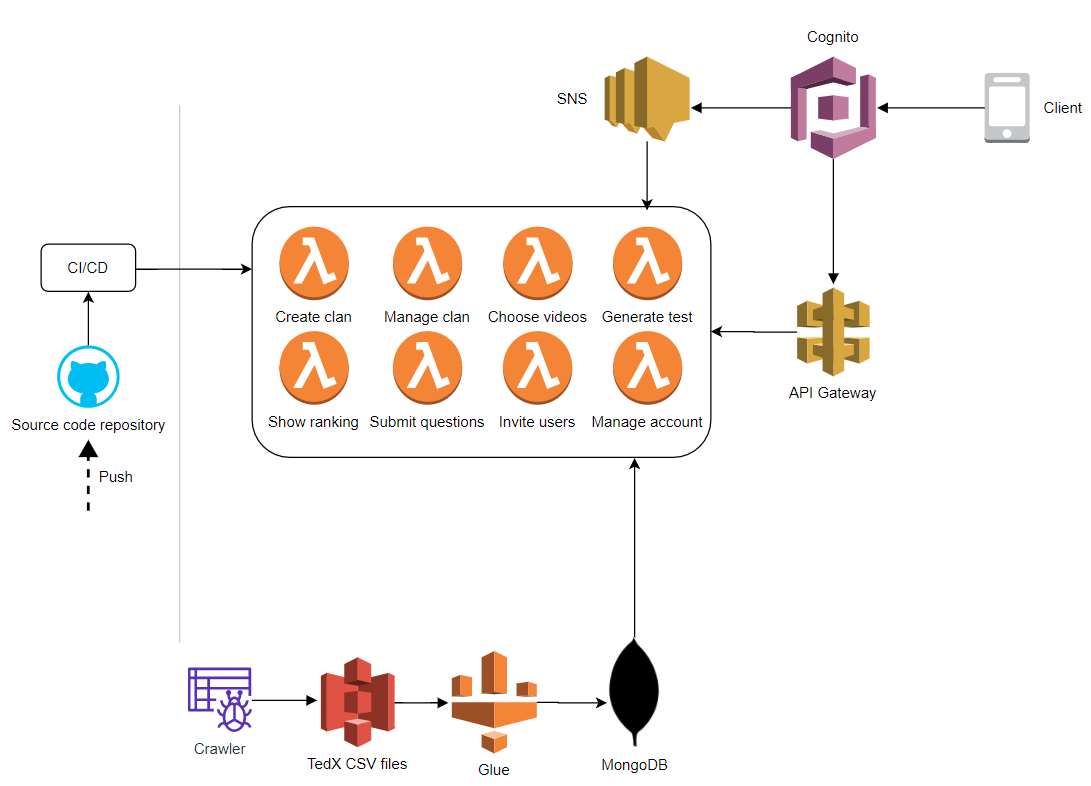 Cognito
SNS
Client
CI/CD
Create clan
Manage clan
Choose videos
Generate test
API Gateway
Show ranking
Submit questions
Invite users
Manage account
Source code repository
Push
Crawler
TedX CSV files
Glue
MongoDB